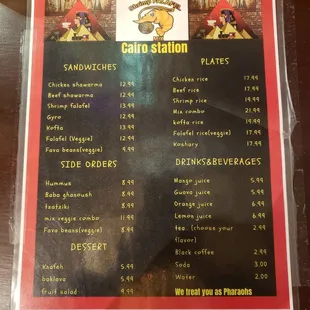 Cairo station
SANDWICHES
Chicken shawarma 12.99
Beef shawarma 12.99
Shrimp falafel 13.99
Gyro 12.99
Kofta 13.99
Falafel (Veggie) 12.99
Fava beans(veggie) 9.99
SIDE ORDERS
Hummus 8.99
Baba ghanoush 8.99
tzatziki 8.99
mix veggie combo 11.99
Fava beans(veggie) 8.99
DESSERT
Knafeh 5.99
baklova 5.99
fruit salad 9.99
PLATES
Chicken rice 17.99
Beef rice 17.99
Shrimp rice 19.99
Mix combo 21.99
kofta rice 19.99
Falafel rice(veggie) 17.99
Koshary 17.99
DRINKS&BEVERAGES
Mango juice 5.99
Guava juice 5.99
Orange juice 6.99
Lemon juice 6.99
tea (choose your 2.99
flavor)
Black coffee 2.99
Soda 3.00
Water 2.00
We treat you as Pharaohs